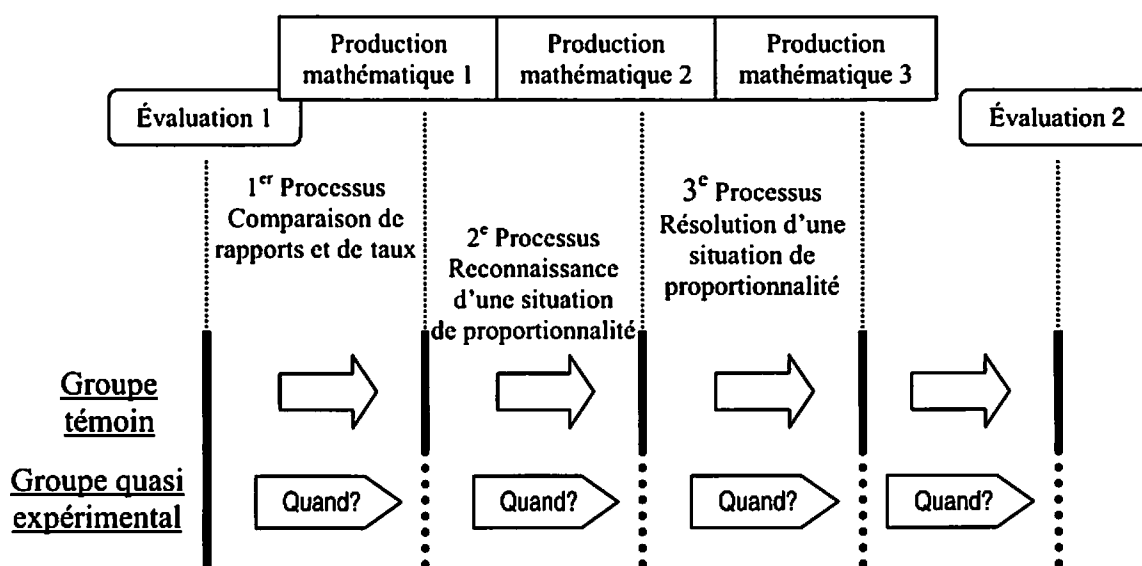 Production
mathématique 1
Production
mathématique 2
Production
mathématique 3
Évaluation 1
Évaluation 2
1er Processus
Comparaison de
rapports et de taux
2e Processus
Reconnaissance
d'une situation
de proportionnalité
3e Processus
Résolution d'une
situation de
proportionnalité
Groupe
témoin
Groupe quasi
expérimental
Quand?
Quand?
Quand?
Quand?